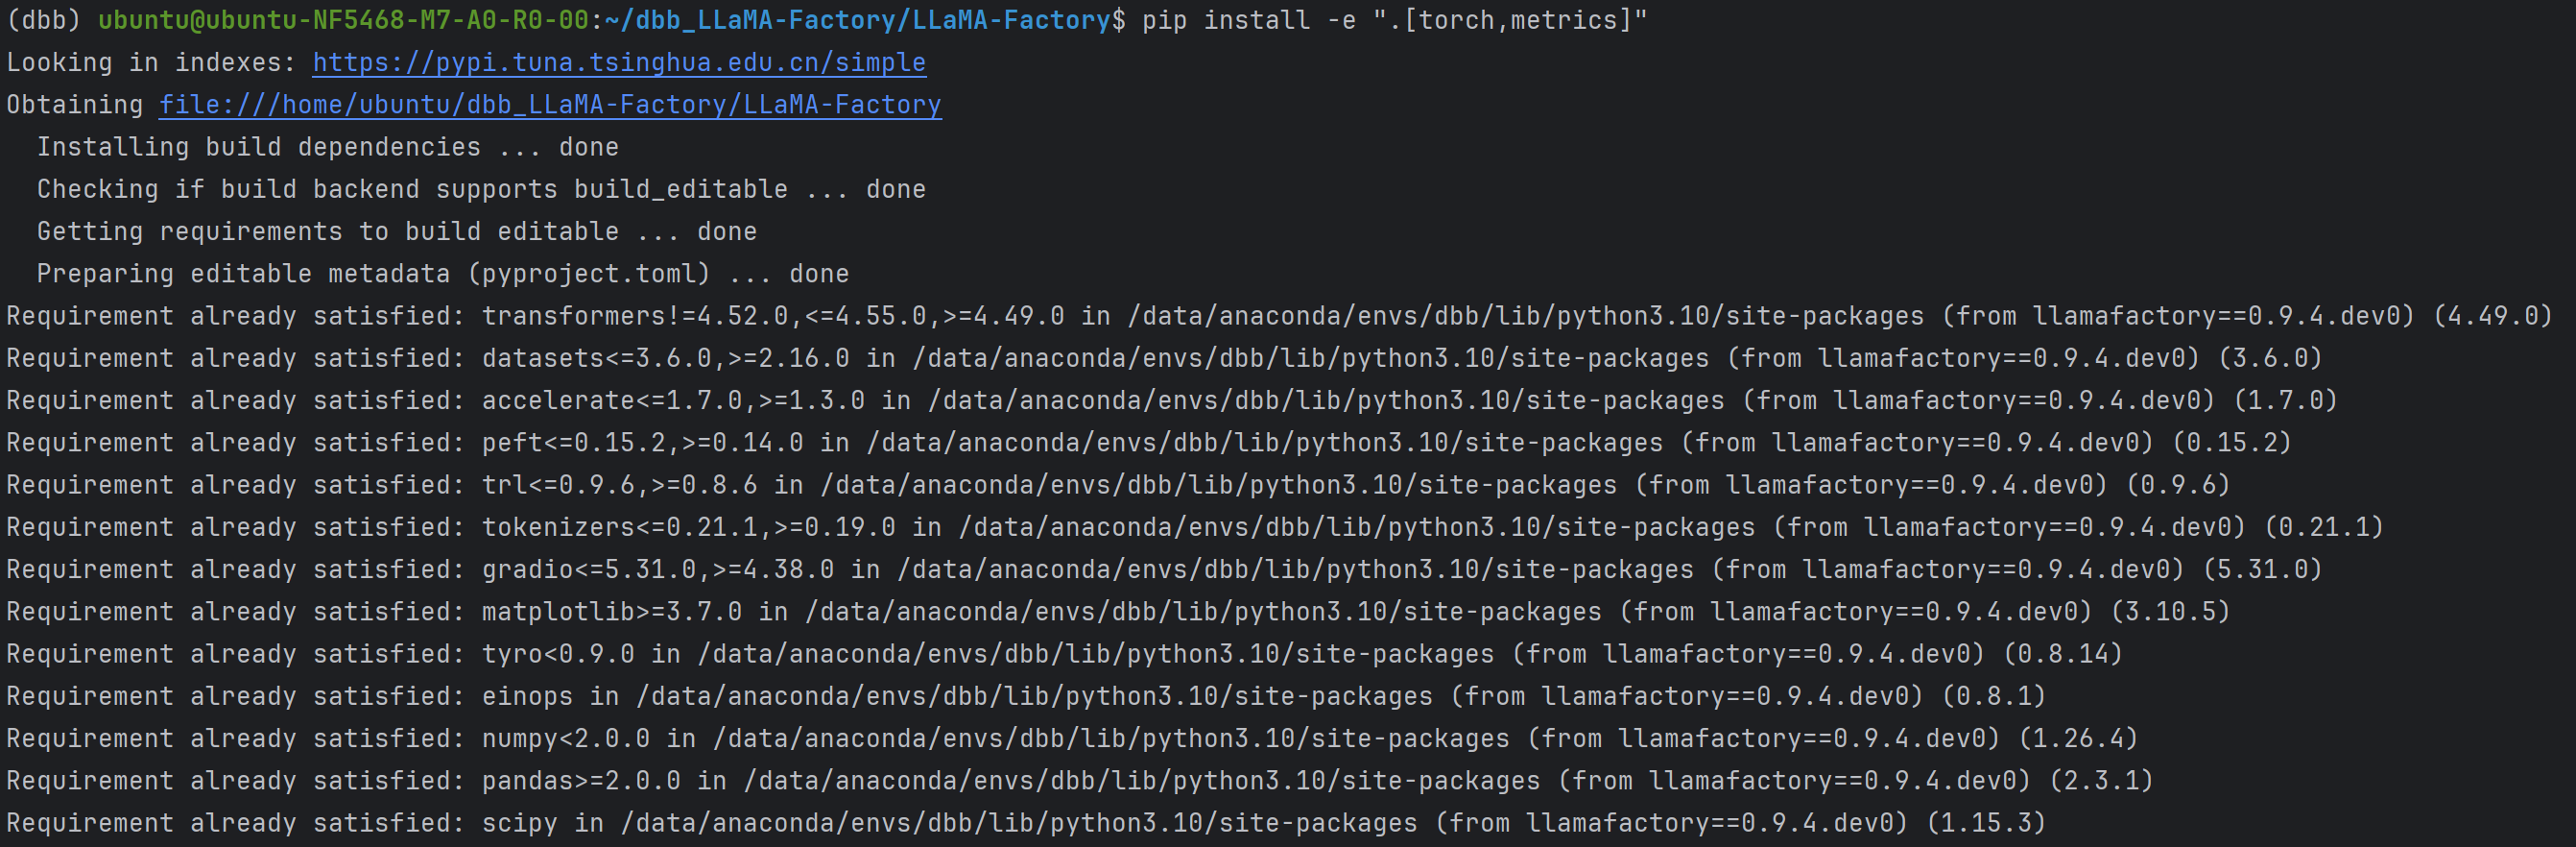 (dbb) ubuntu@ubuntu-NF5468-M7-A0-R0-00:~/dbb_LLaMA-Factory/LLaMA-Factory$ pip install -e ".[torch,metrics]"
Looking in indexes: https://pypi.tuna.tsinghua.edu.cn/simple
Obtaining file:///home/ubuntu/dbb_LLaMA-Factory/LLaMA-Factory
  Installing build dependencies ... done
  Checking if build backend supports build_editable ... done
  Getting requirements to build editable ... done
  Preparing editable metadata (pyproject.toml) ... done
Requirement already satisfied: transformers!=4.52.0,<=4.55.0,>=4.49.0 in /data/anaconda/envs/dbb/lib/python3.10/site-packages (from llamafactory==0.9.4.dev0) (4.49.0)
Requirement already satisfied: datasets<=3.6.0,>=2.16.0 in /data/anaconda/envs/dbb/lib/python3.10/site-packages (from llamafactory==0.9.4.dev0) (3.6.0)
Requirement already satisfied: accelerate<=1.7.0,>=1.3.0 in /data/anaconda/envs/dbb/lib/python3.10/site-packages (from llamafactory==0.9.4.dev0) (1.7.0)
Requirement already satisfied: peft<=0.15.2,>=0.14.0 in /data/anaconda/envs/dbb/lib/python3.10/site-packages (from llamafactory==0.9.4.dev0) (0.15.2)
Requirement already satisfied: trl<=0.9.6,>=0.8.6 in /data/anaconda/envs/dbb/lib/python3.10/site-packages (from llamafactory==0.9.4.dev0) (0.9.6)
Requirement already satisfied: tokenizers<=0.21.1,>=0.19.0 in /data/anaconda/envs/dbb/lib/python3.10/site-packages (from llamafactory==0.9.4.dev0) (0.21.1)
Requirement already satisfied: gradio<=5.31.0,>=4.38.0 in /data/anaconda/envs/dbb/lib/python3.10/site-packages (from llamafactory==0.9.4.dev0) (5.31.0)
Requirement already satisfied: matplotlib>=3.7.0 in /data/anaconda/envs/dbb/lib/python3.10/site-packages (from llamafactory==0.9.4.dev0) (3.10.5)
Requirement already satisfied: tyro<0.9.0 in /data/anaconda/envs/dbb/lib/python3.10/site-packages (from llamafactory==0.9.4.dev0) (0.8.14)
Requirement already satisfied: einops in /data/anaconda/envs/dbb/lib/python3.10/site-packages (from llamafactory==0.9.4.dev0) (0.8.1)
Requirement already satisfied: numpy<2.0.0 in /data/anaconda/envs/dbb/lib/python3.10/site-packages (from llamafactory==0.9.4.dev0) (1.26.4)
Requirement already satisfied: pandas>=2.0.0 in /data/anaconda/envs/dbb/lib/python3.10/site-packages (from llamafactory==0.9.4.dev0) (2.3.1)
Requirement already satisfied: scipy in /data/anaconda/envs/dbb/lib/python3.10/site-packages (from llamafactory==0.9.4.dev0) (1.15.3)